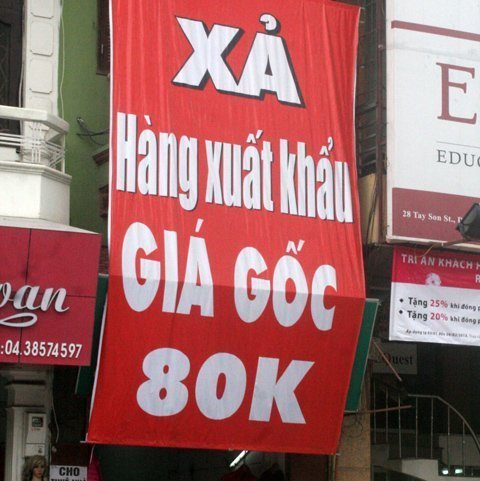 XẢ
Hàng xuất khẩu
GIÁ GỐC
80K
:04.38574597
E
EDUC
28 Tay Son St.,
TRI ÂN KHÁCH H
• Tặng 25% khi đóng
• Tặng 20% khi đóng
uest
CHO